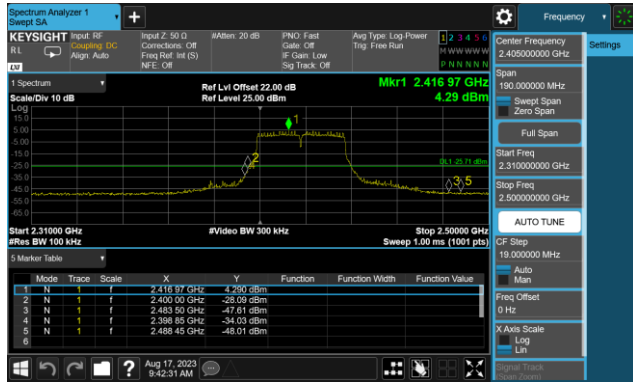 Spectrum Analyzer 1
Swept SA
Frequency
KEYSIGHT
RL
LXI
Input: RF
Coupling: DC
Align: Auto
Input Z: 50 Ω
Corrections: Off
Freq Ref: Int (S)
NFE: Off
#Atten: 20 dB
PNO: Fast
Gate: Off
IF Gain: Low
Sig Track: Off
Avg Type: Log-Power
Trig: Free Run
1 2 3 4 5 6
M W W W W W
P N N N N N
1 Spectrum
Scale/Div 10 dB
Ref Lvl Offset 22.00 dB
Ref Level 25.00 dBm
Mkr1 2.416 97 GHz
4.29 dBm
Log
15.0
5.00
-5.00
-15.0
-25.0
-35.0
-45.0
-55.0
-65.0
1
2
3
5
DL1 -25.71 dBm
Start 2.31000 GHz
#Res BW 100 kHz
#Video BW 300 kHz
Stop 2.50000 GHz
Sweep 1.00 ms (1001 pts)
5 Marker Table
Mode Trace Scale X Y Function Function Width Function Value
1 N 1 f 2.416 97 GHz 4.290 dBm
2 N 1 f 2.400 00 GHz -28.09 dBm
3 N 1 f 2.483 50 GHz -47.61 dBm
4 N 1 f 2.398 85 GHz -34.03 dBm
5 N 1 f 2.488 45 GHz -48.01 dBm
6
Aug 17, 2023
9:42:31 AM
Center Frequency
2.405000000 GHz
Settings
Span
190.000000 MHz
Swept Span
Zero Span
Full Span
Start Freq
2.310000000 GHz
Stop Freq
2.500000000 GHz
AUTO TUNE
CF Step
19.000000 MHz
Auto
Man
Freq Offset
0 Hz
X Axis Scale
Log
Lin
Signal Track
(Span Zoom)